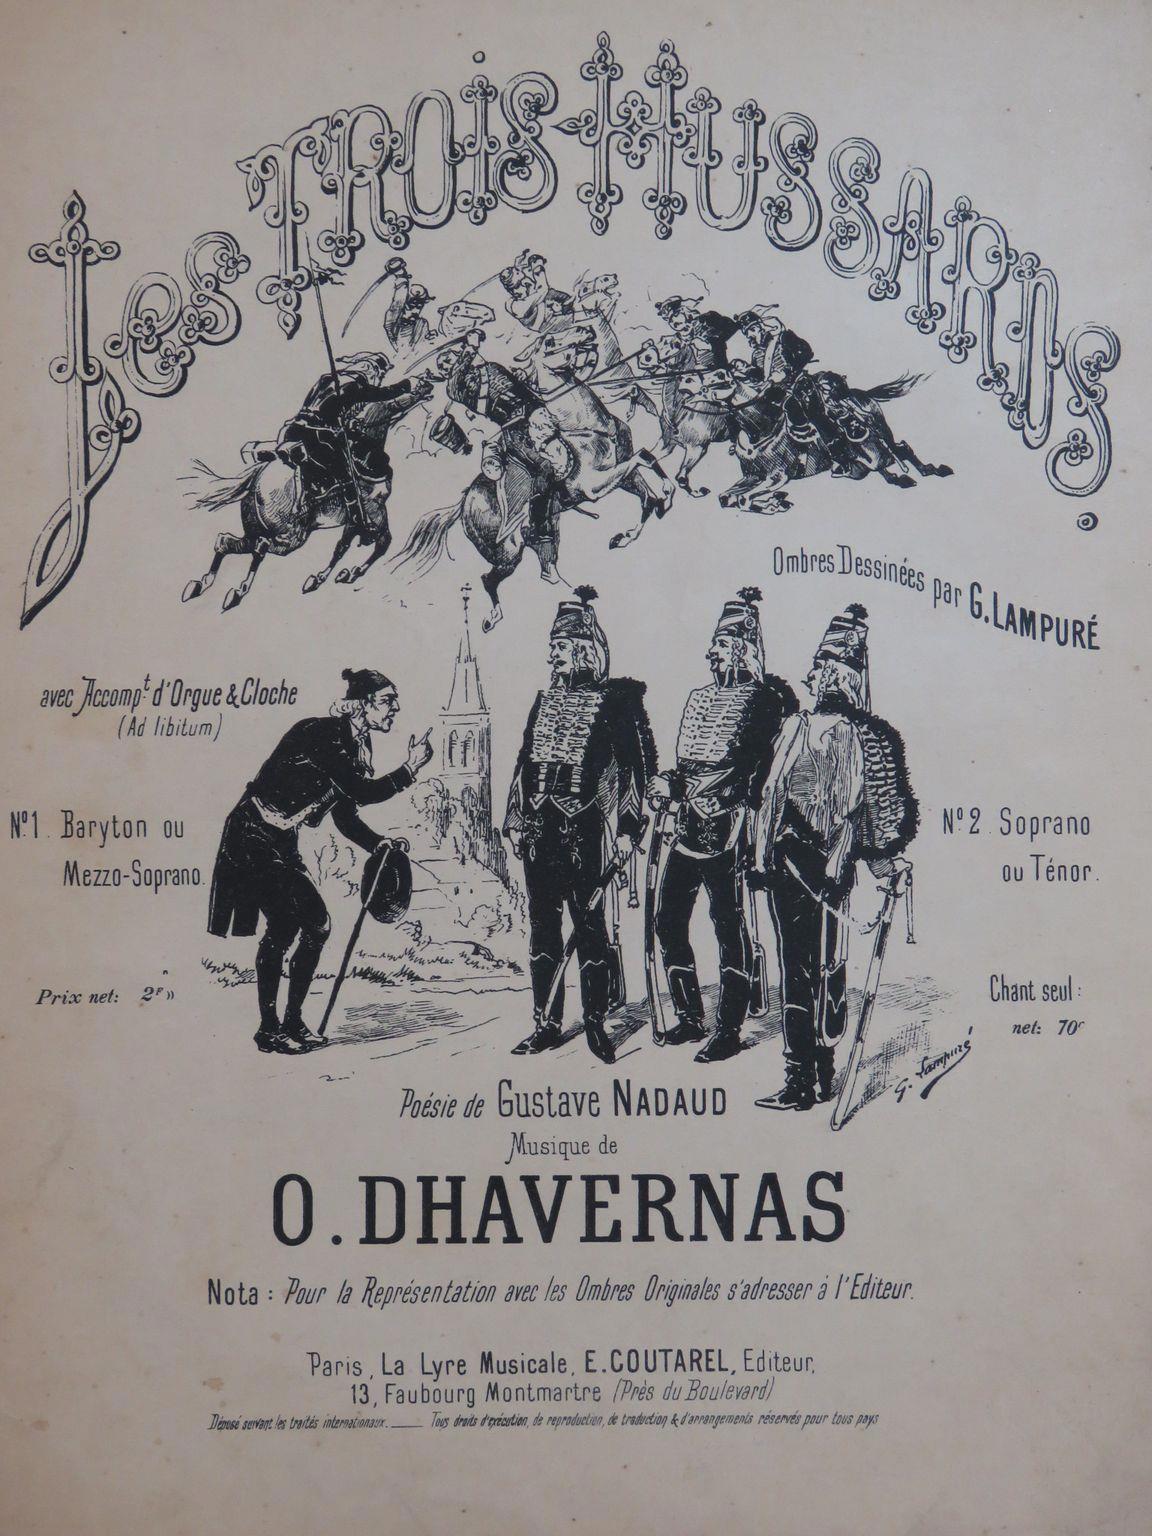 Les Trois Hussards.
Ombres Dessinées par G. LAMPURÉ
avec Accompt d'Orgue & Cloche
(Ad libitum)
No 1. Baryton ou
Mezzo-Soprano.
No 2. Soprano
ou Ténor.
Prix net: 2F »
Chant seul:
net: 70c
G. Lampuré
Poésie de Gustave NADAUD
Musique de
O. DHAVERNAS
Nota: Pour la Représentation avec les Ombres Originales s'adresser à l'Editeur.
Paris, La Lyre Musicale, E. COUTAREL, Editeur,
13, Faubourg Montmartre (Près du Boulevard)
Déposé suivant les traités internationaux. ___ Tous droits d'exécution, de reproduction, de traduction & d'arrangements réservés pour tous pays